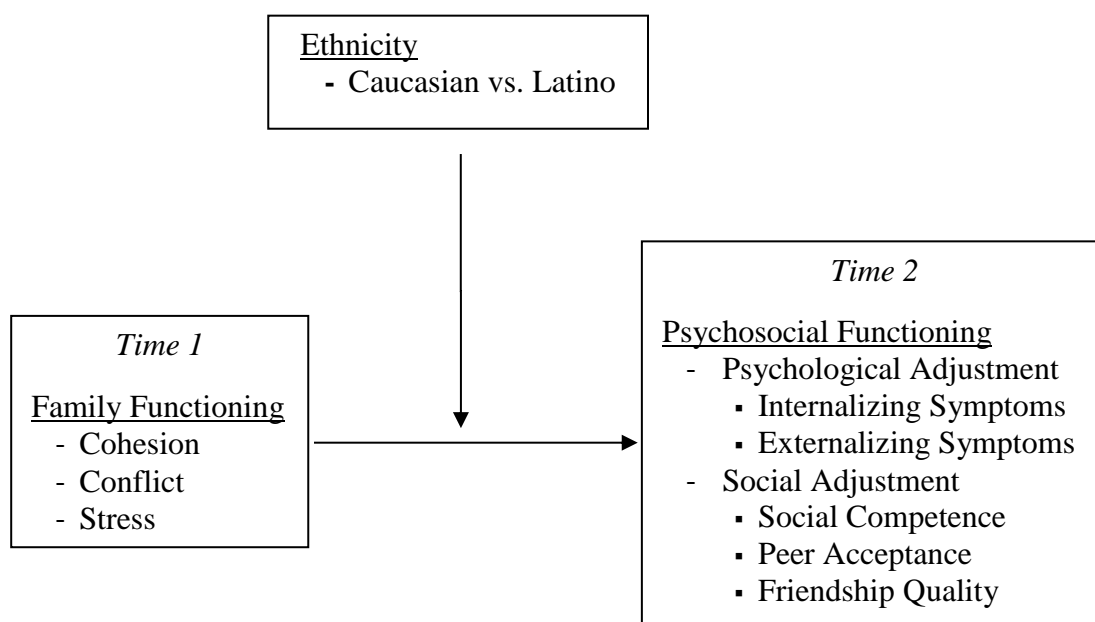 Ethnicity
- Caucasian vs. Latino
Time 1
Family Functioning
- Cohesion
- Conflict
- Stress
Time 2
Psychosocial Functioning
- Psychological Adjustment
▪ Internalizing Symptoms
▪ Externalizing Symptoms
- Social Adjustment
▪ Social Competence
▪ Peer Acceptance
▪ Friendship Quality